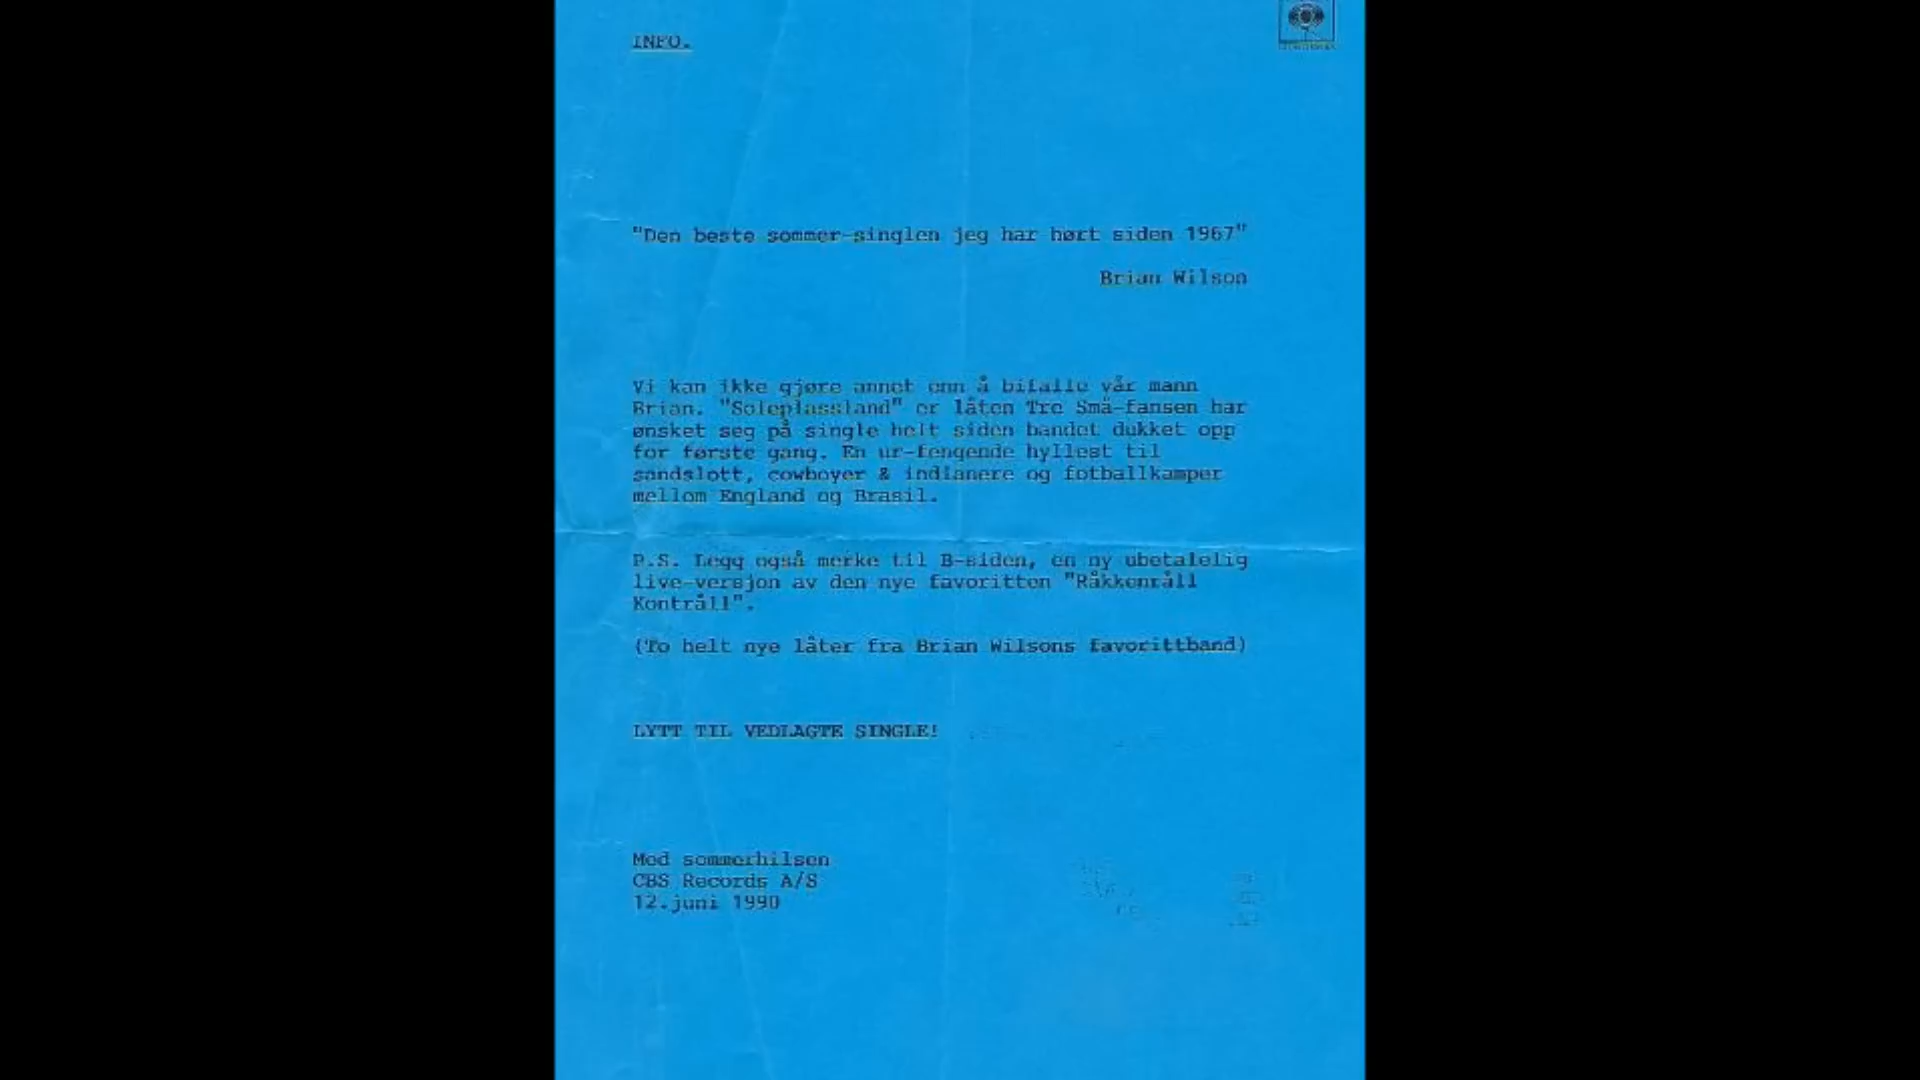 INFO.
"Den beste sommer-singlen jeg har hørt siden 1967"
Brian Wilson
Vi kan ikke gjøre annet enn å bifalle vår mann
Brian. "Soleplassland" er låten Tre Små-fansen har
ønsket seg på single helt siden bandet dukket opp
for første gang. En ur-fengende hyllest til
sandslott, cowboyer & indianere og fotballkamper
mellom England og Brasil.
P.S. Legg også merke til B-siden, en ny ubetalelig
live-versjon av den nye favoritten "Råkkenråll
Kontråll".
(To helt nye låter fra Brian Wilsons favorittband)
LYTT TIL VEDLAGTE SINGLE!
Med sommerhilsen
CBS Records A/S
12.juni 1990